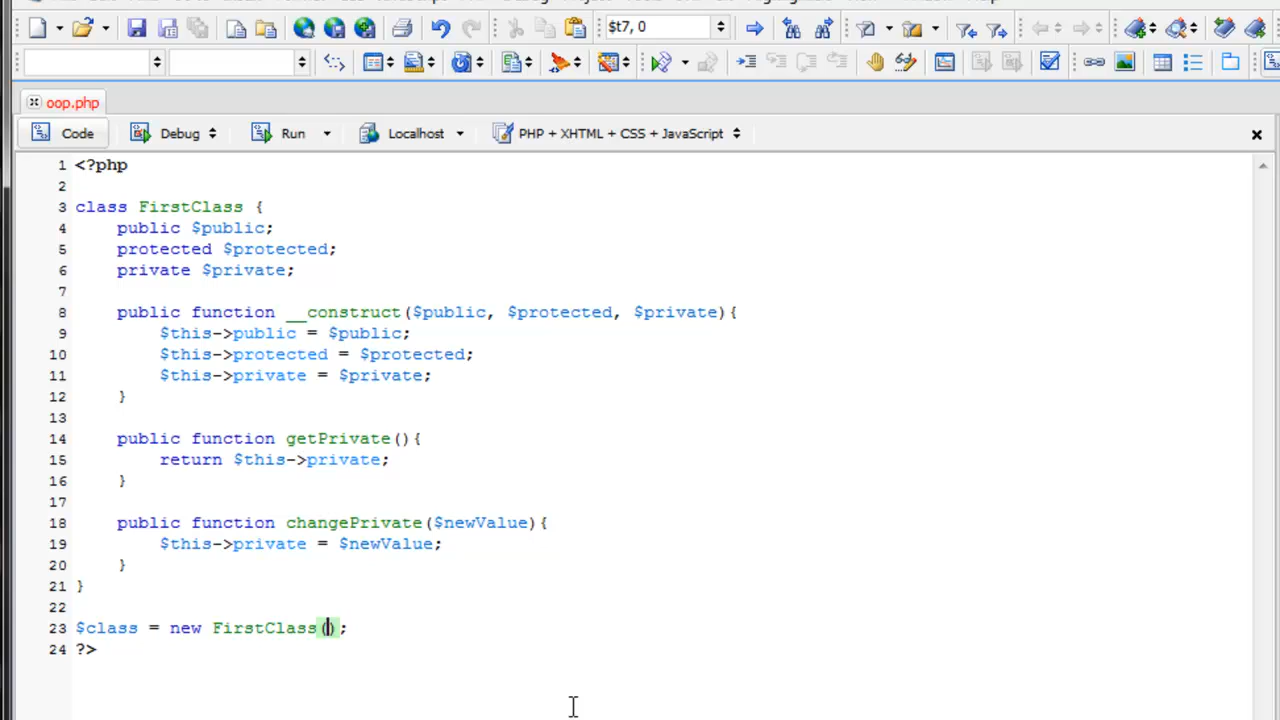 $t7, 0
oop.php
Code Debug Run Localhost PHP + XHTML + CSS + JavaScript
1 <?php
2
3 class FirstClass {
4 public $public;
5 protected $protected;
6 private $private;
7
8 public function __construct($public, $protected, $private){
9 $this->public = $public;
10 $this->protected = $protected;
11 $this->private = $private;
12 }
13
14 public function getPrivate(){
15 return $this->private;
16 }
17
18 public function changePrivate($newValue){
19 $this->private = $newValue;
20 }
21 }
22
23 $class = new FirstClass();
24 ?>